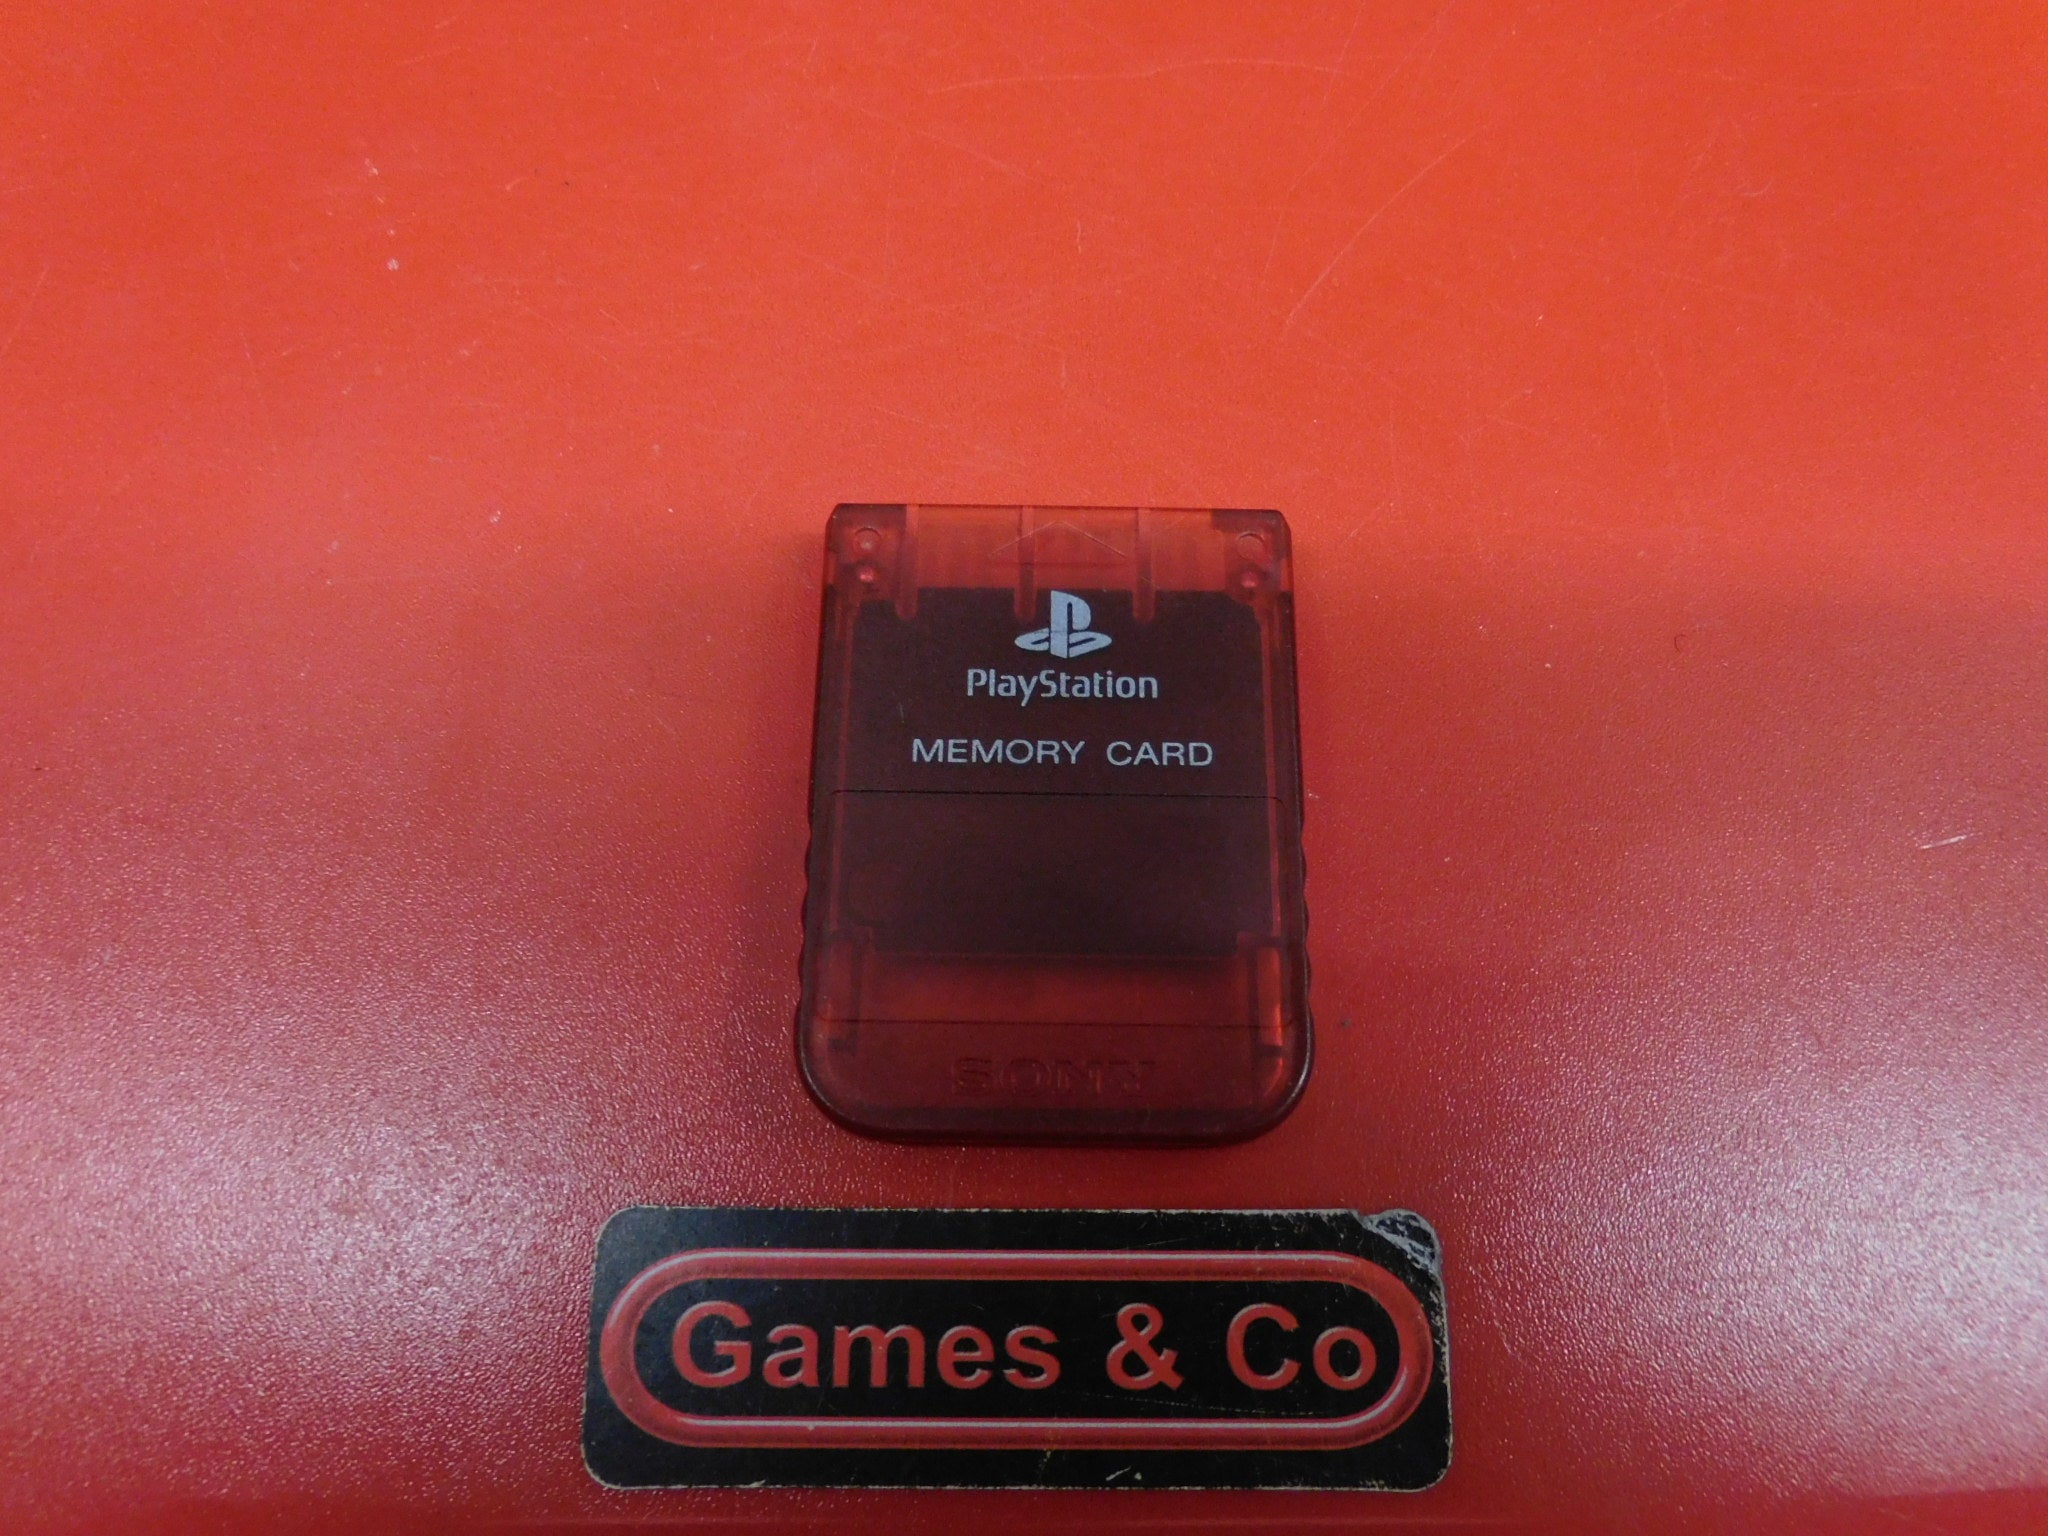 PlayStation
MEMORY CARD
SONY
Games & Co